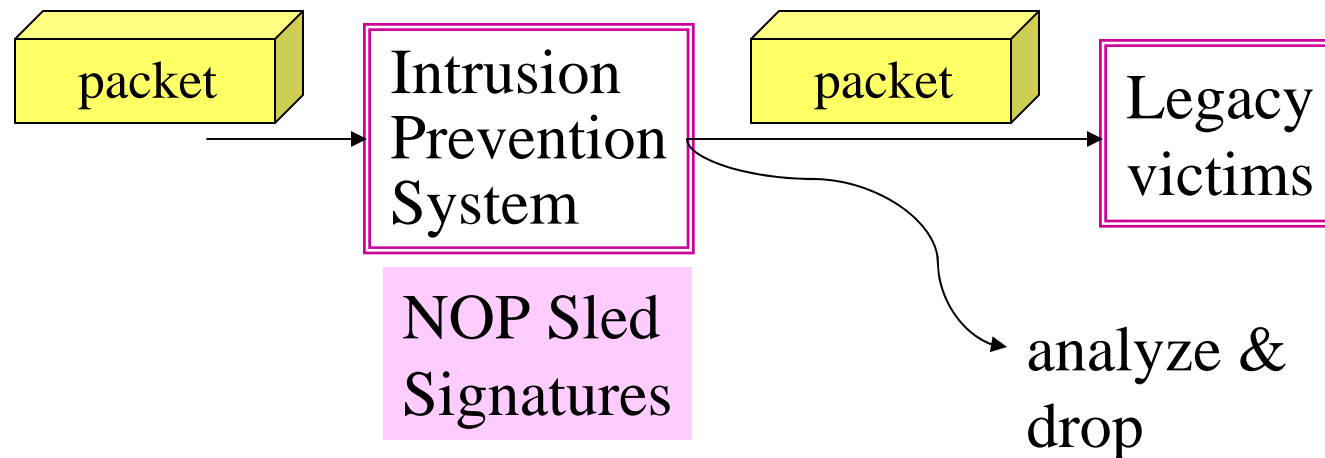 packet
Intrusion
Prevention
System
packet
Legacy
victims
NOP Sled
Signatures
analyze &
drop